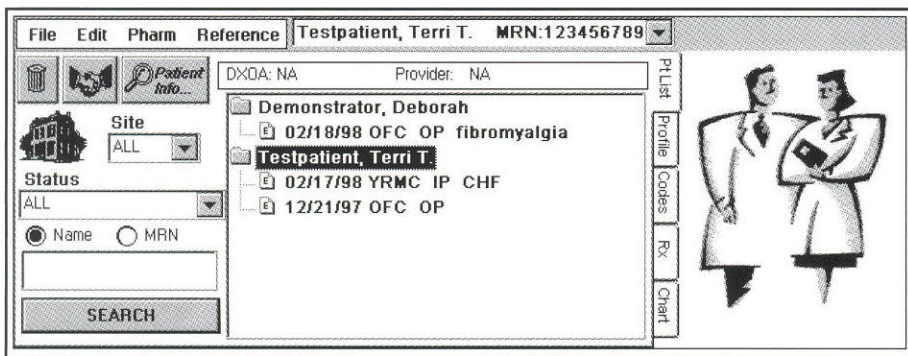 File Edit Pharm Reference Testpatient, Terri T. MRN:123456789
Patient
Info...
DXOA: NA Provider: NA
Site
ALL
Status
ALL
Name MRN
SEARCH
Demonstrator, Deborah
E 02/18/98 OFC OP fibromyalgia
Testpatient, Terri T.
E 02/17/98 YRMC IP CHF
E 12/21/97 OFC OP
Pt List
Profile
Codes
Rx
Chart